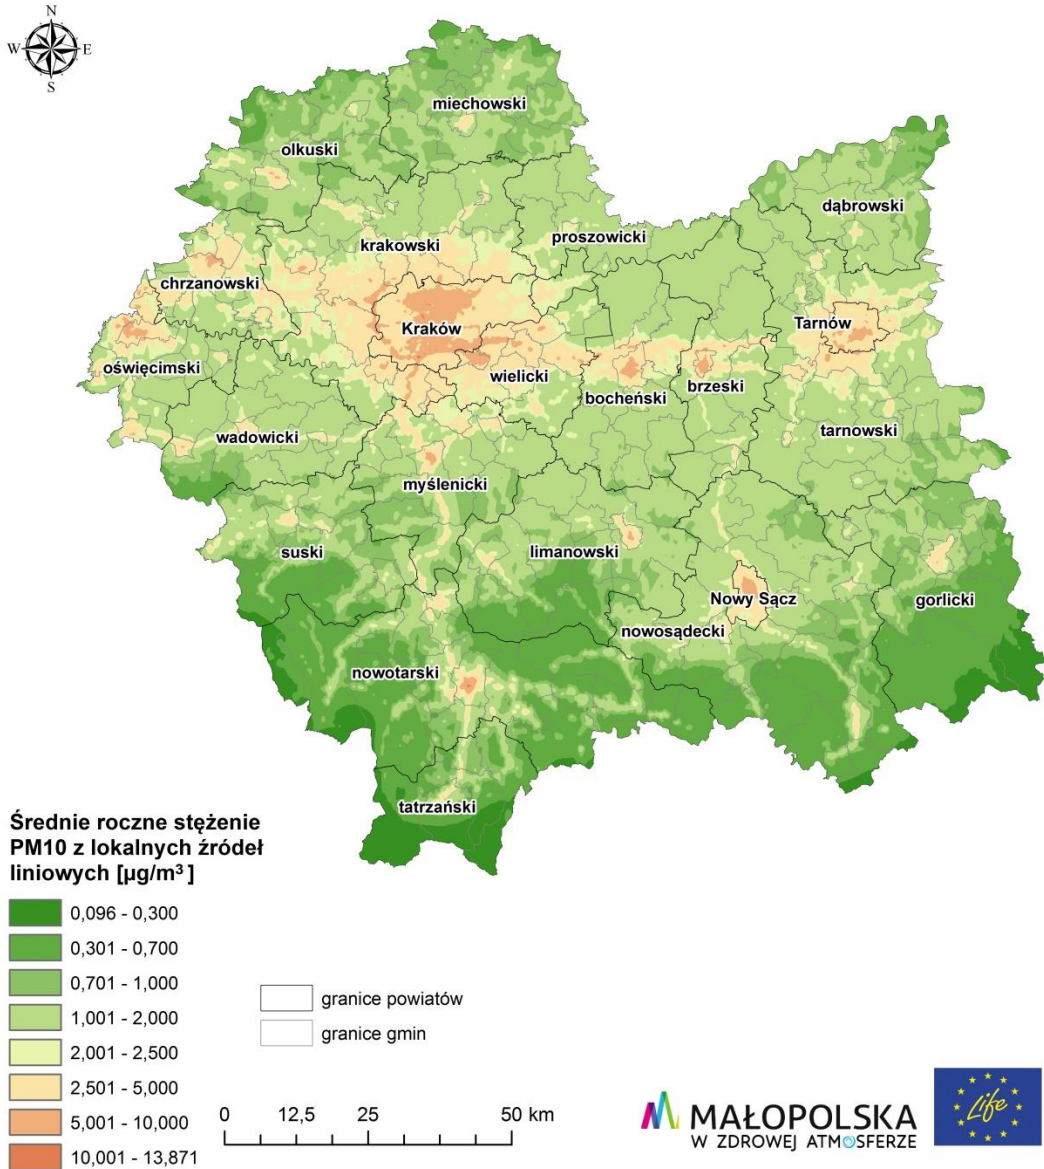 N
W E
S
miechowski
olkuski
dąbrowski
krakowski
proszowicki
chrzanowski
Kraków
Tarnów
oświęcimski
wielicki
brzeski
bocheński
wadowicki
tarnowski
myślenicki
suski
limanowski
Nowy Sącz
gorlicki
nowosądecki
nowotarski
tatrzański
Średnie roczne stężenie
PM10 z lokalnych źródeł
liniowych [µg/m³]
0,096 - 0,300
0,301 - 0,700
0,701 - 1,000
1,001 - 2,000
2,001 - 2,500
2,501 - 5,000
5,001 - 10,000
10,001 - 13,871
granice powiatów
granice gmin
0 12,5 25 50 km
MAŁOPOLSKA
W ZDROWEJ ATMOSFERZE
Life